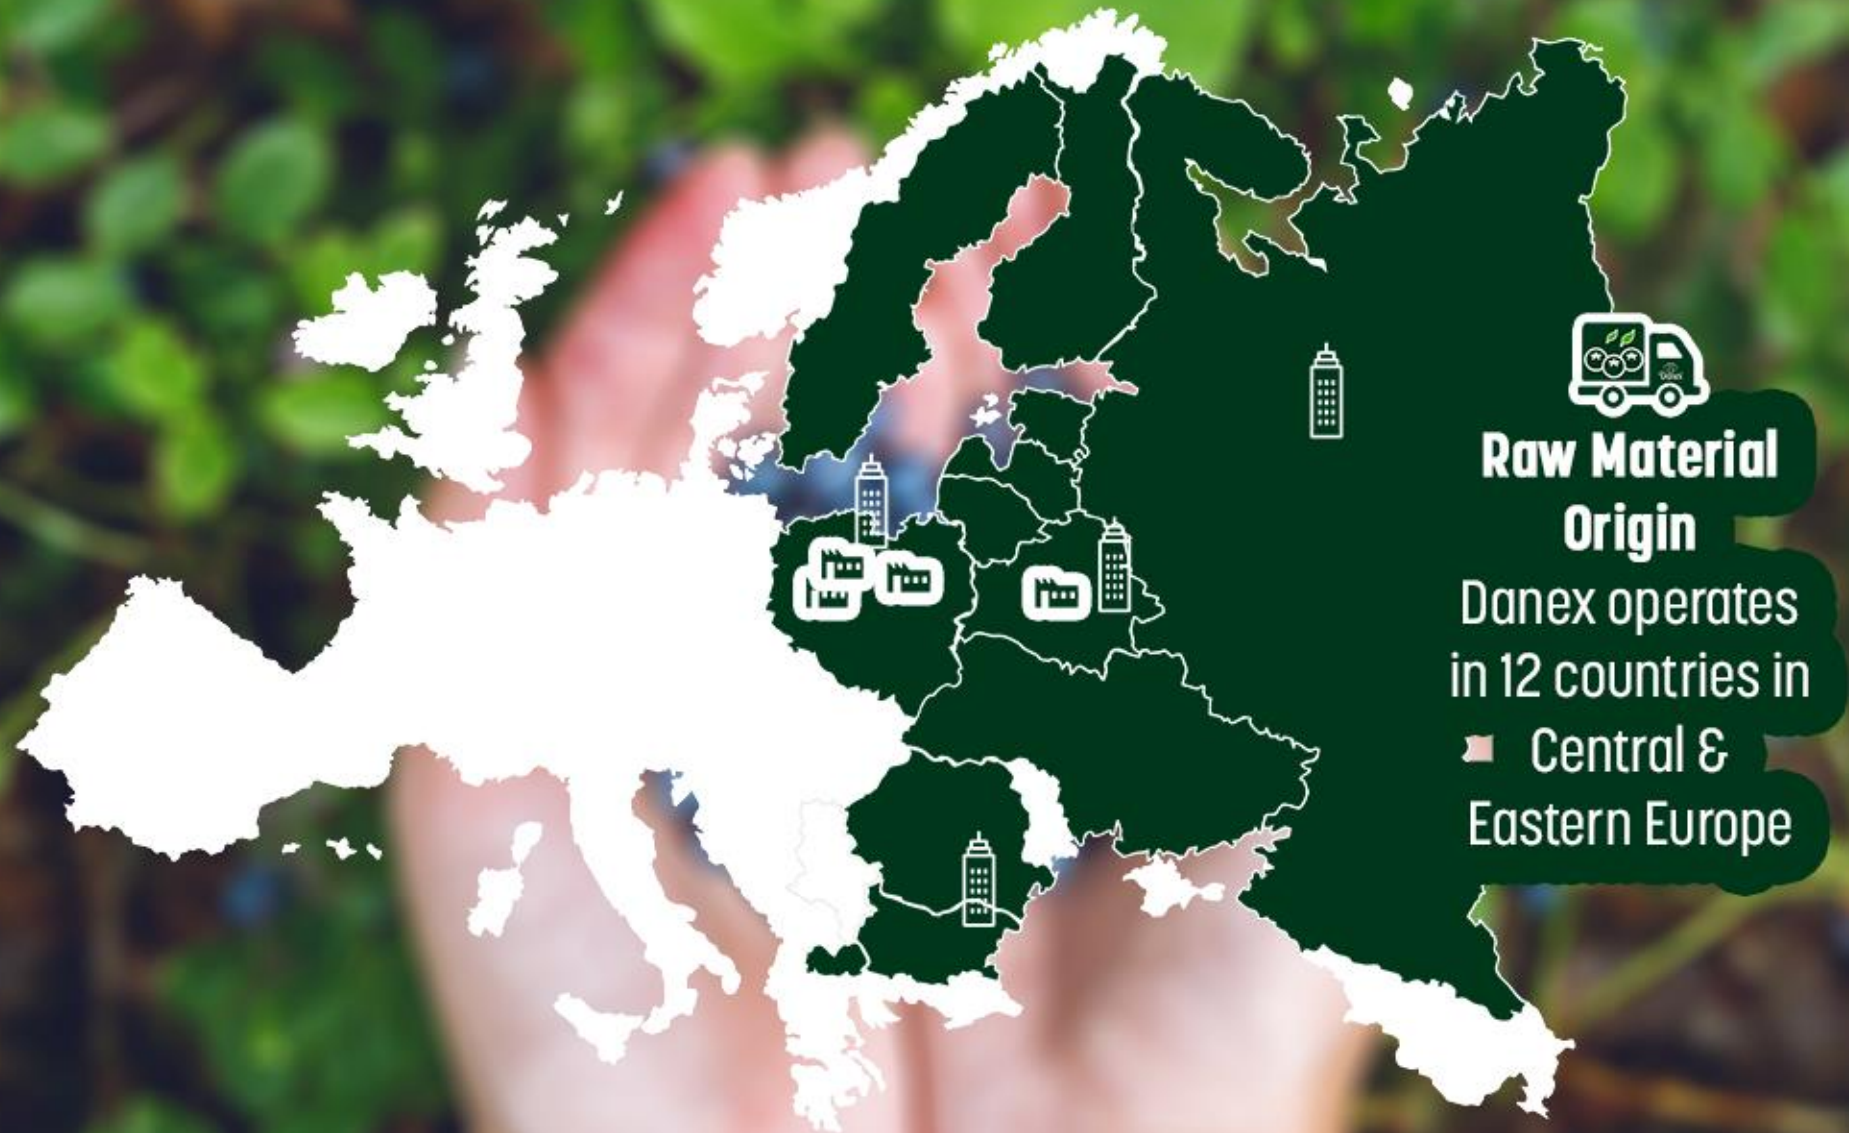 Raw Material
Origin
Danex operates
in 12 countries in
Central &
Eastern Europe